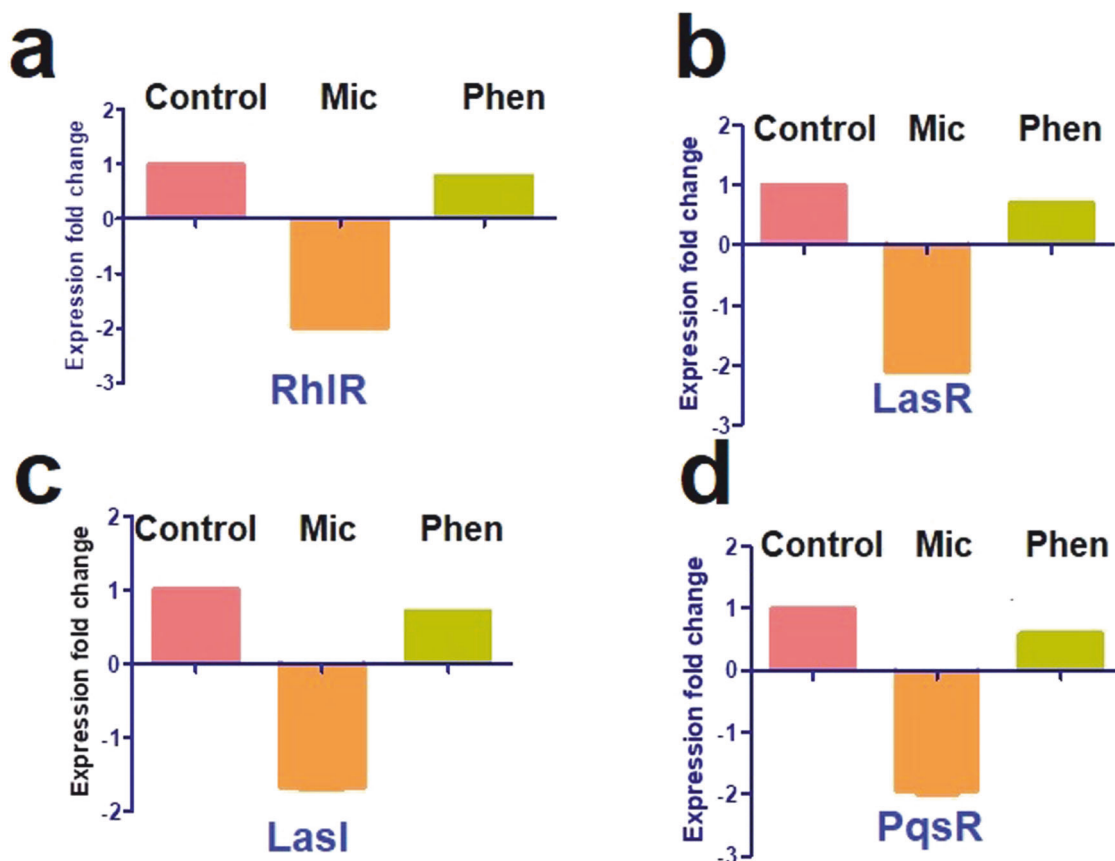 a
Control Mic Phen
Expression fold change
2
1
0
-1
-2
-3
RhlR
b
Control Mic Phen
Expression fold change
2
1
0
-1
-2
-3
LasR
c
Control Mic Phen
Expression fold change
2
1
0
-1
-2
LasI
d
Control Mic Phen
Expression fold change
2
1
0
-1
-2
-3
PqsR